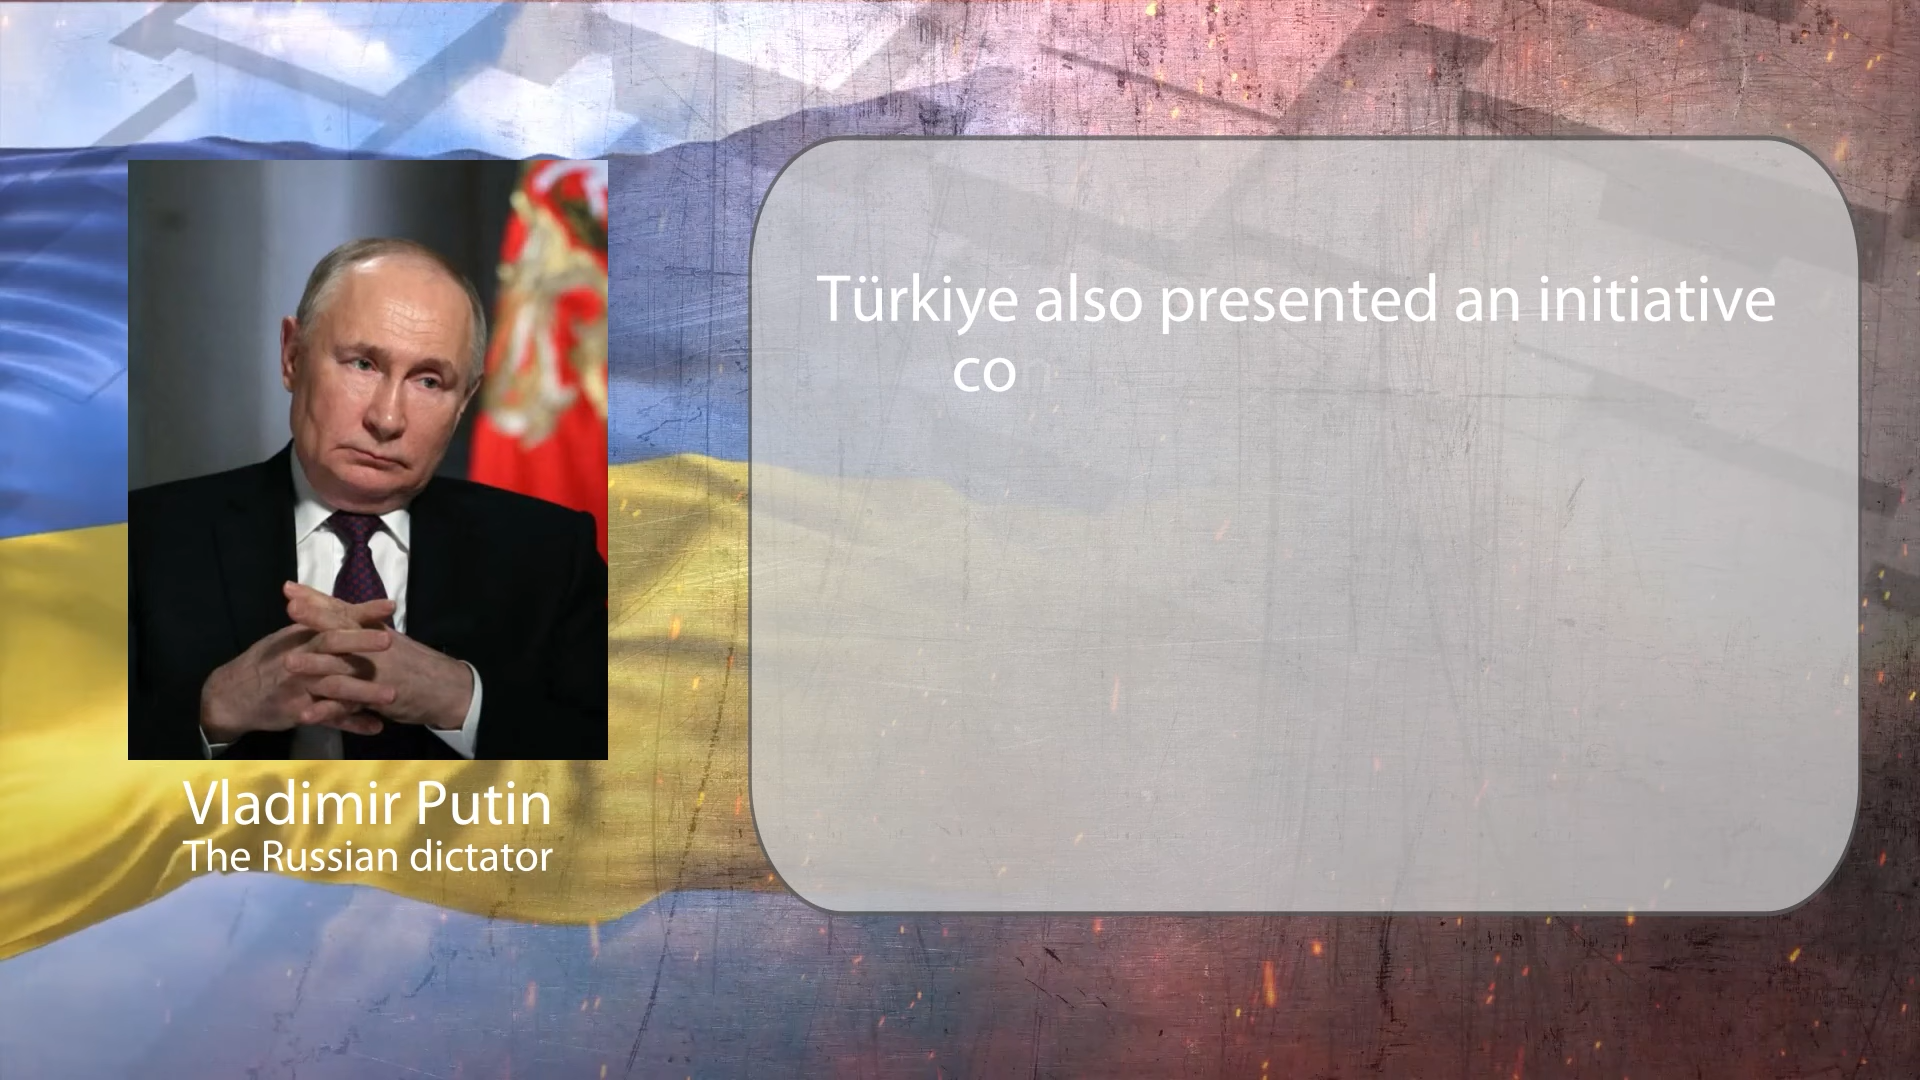 Türkiye also presented an initiative
co
Vladimir Putin
The Russian dictator